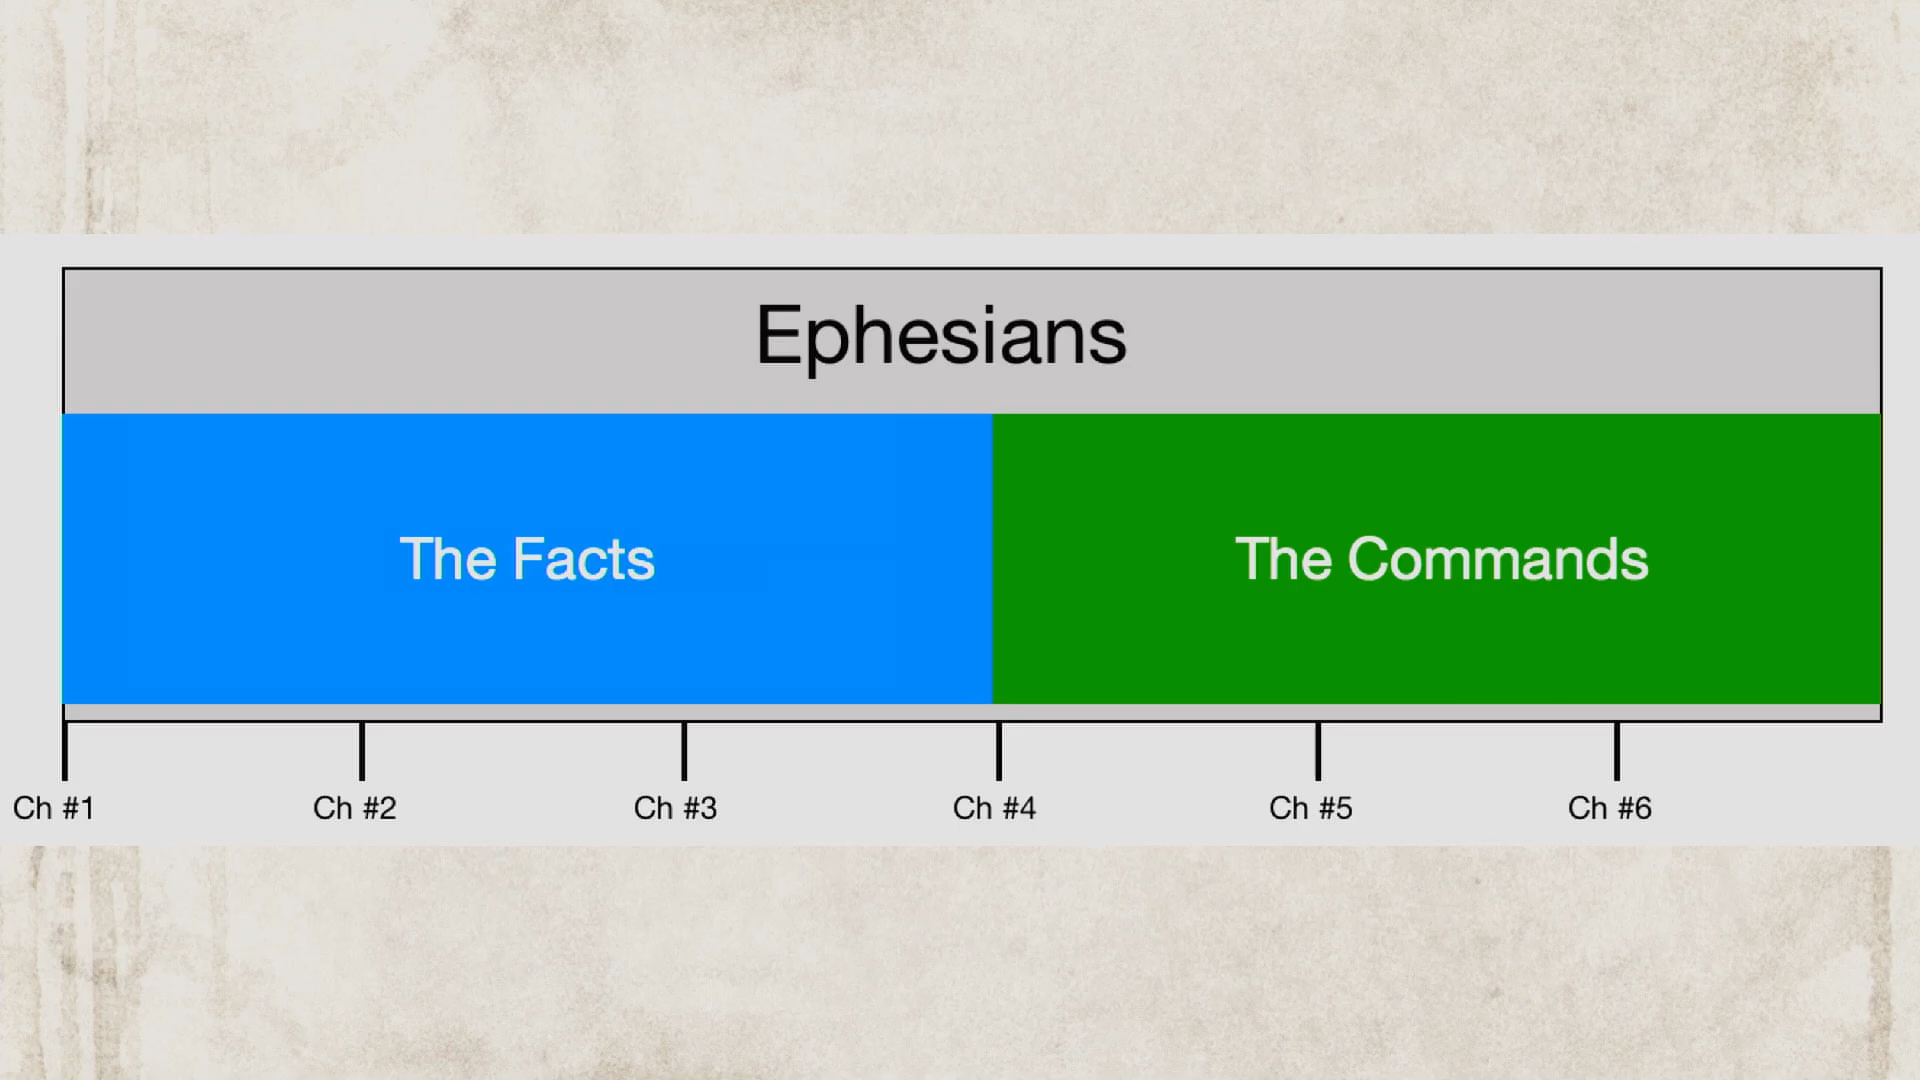 Ephesians
The Facts
The Commands
Ch #1
Ch #2
Ch #3
Ch #4
Ch #5
Ch #6